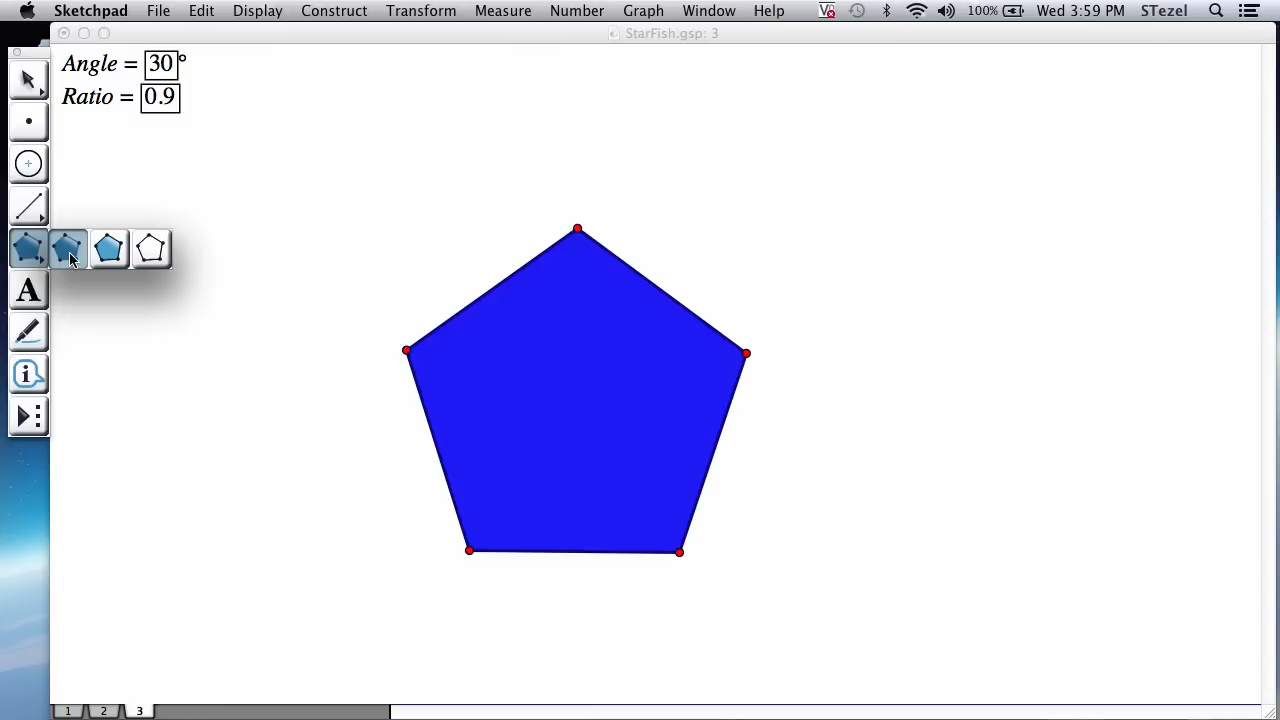 Sketchpad File Edit Display Construct Transform Measure Number Graph Window Help 100% Wed 3:59 PM STezel
StarFish.gsp: 3
Angle = 30°
Ratio = 0.9
A
i
1 2 3